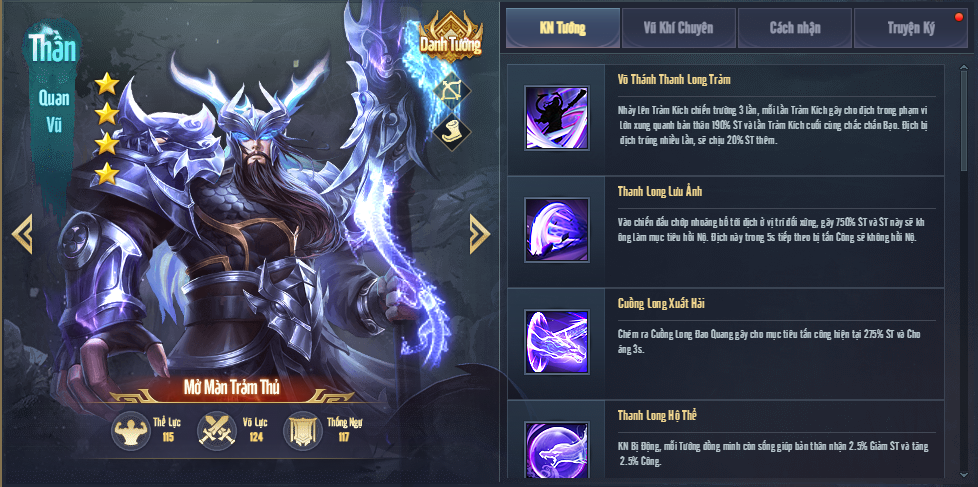 Thần
Quan
Vũ
Danh Tướng
Mở Màn Trảm Thủ
Thể Lực
115
Võ Lực
124
Thống Ngự
117
KN Tướng
Vũ Khí Chuyên
Cách nhận
Truyện Ký
Võ Thánh Thanh Long Trảm
Nhảy lên Trảm Kích chiến trường 3 lần, mỗi lần Trảm Kích gây cho địch trong phạm vi
lớn xung quanh bản thân 190% ST và lần Trảm Kích cuối cùng chắc chắn Bạo. Địch bị
địch trúng nhiều lần, sẽ chịu 20% ST thêm.
Thanh Long Lưu Ảnh
Vào chiến đấu chớp nhoáng bổ tới địch ở vị trí đối xứng, gây 750% ST và ST này sẽ kh
ông làm mục tiêu hồi Nộ. Địch này trong 5s tiếp theo bị tấn Công sẽ không hồi Nộ.
Cuồng Long Xuất Hải
Chém ra Cuồng Long Đao Quang gây cho mục tiêu tấn công hiện tại 275% ST và Cho
áng 3s.
Thanh Long Hộ Thể
KN Bị Động, mỗi Tướng đồng minh còn sống giúp bản thân nhận 2.5% Giảm ST và tăng
2.5% Công.